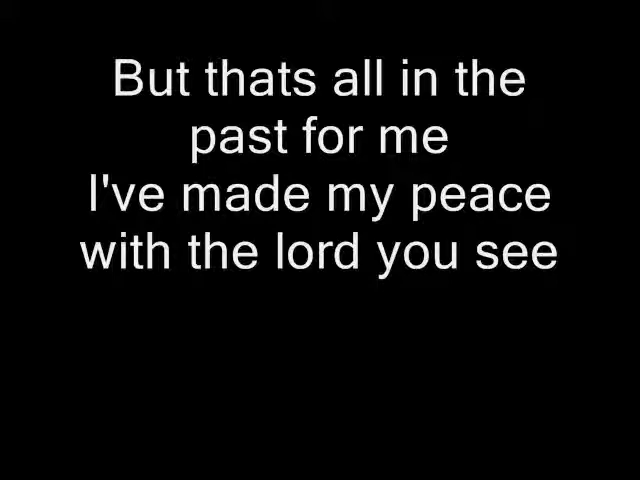 But thats all in the
past for me
I've made my peace
with the lord you see